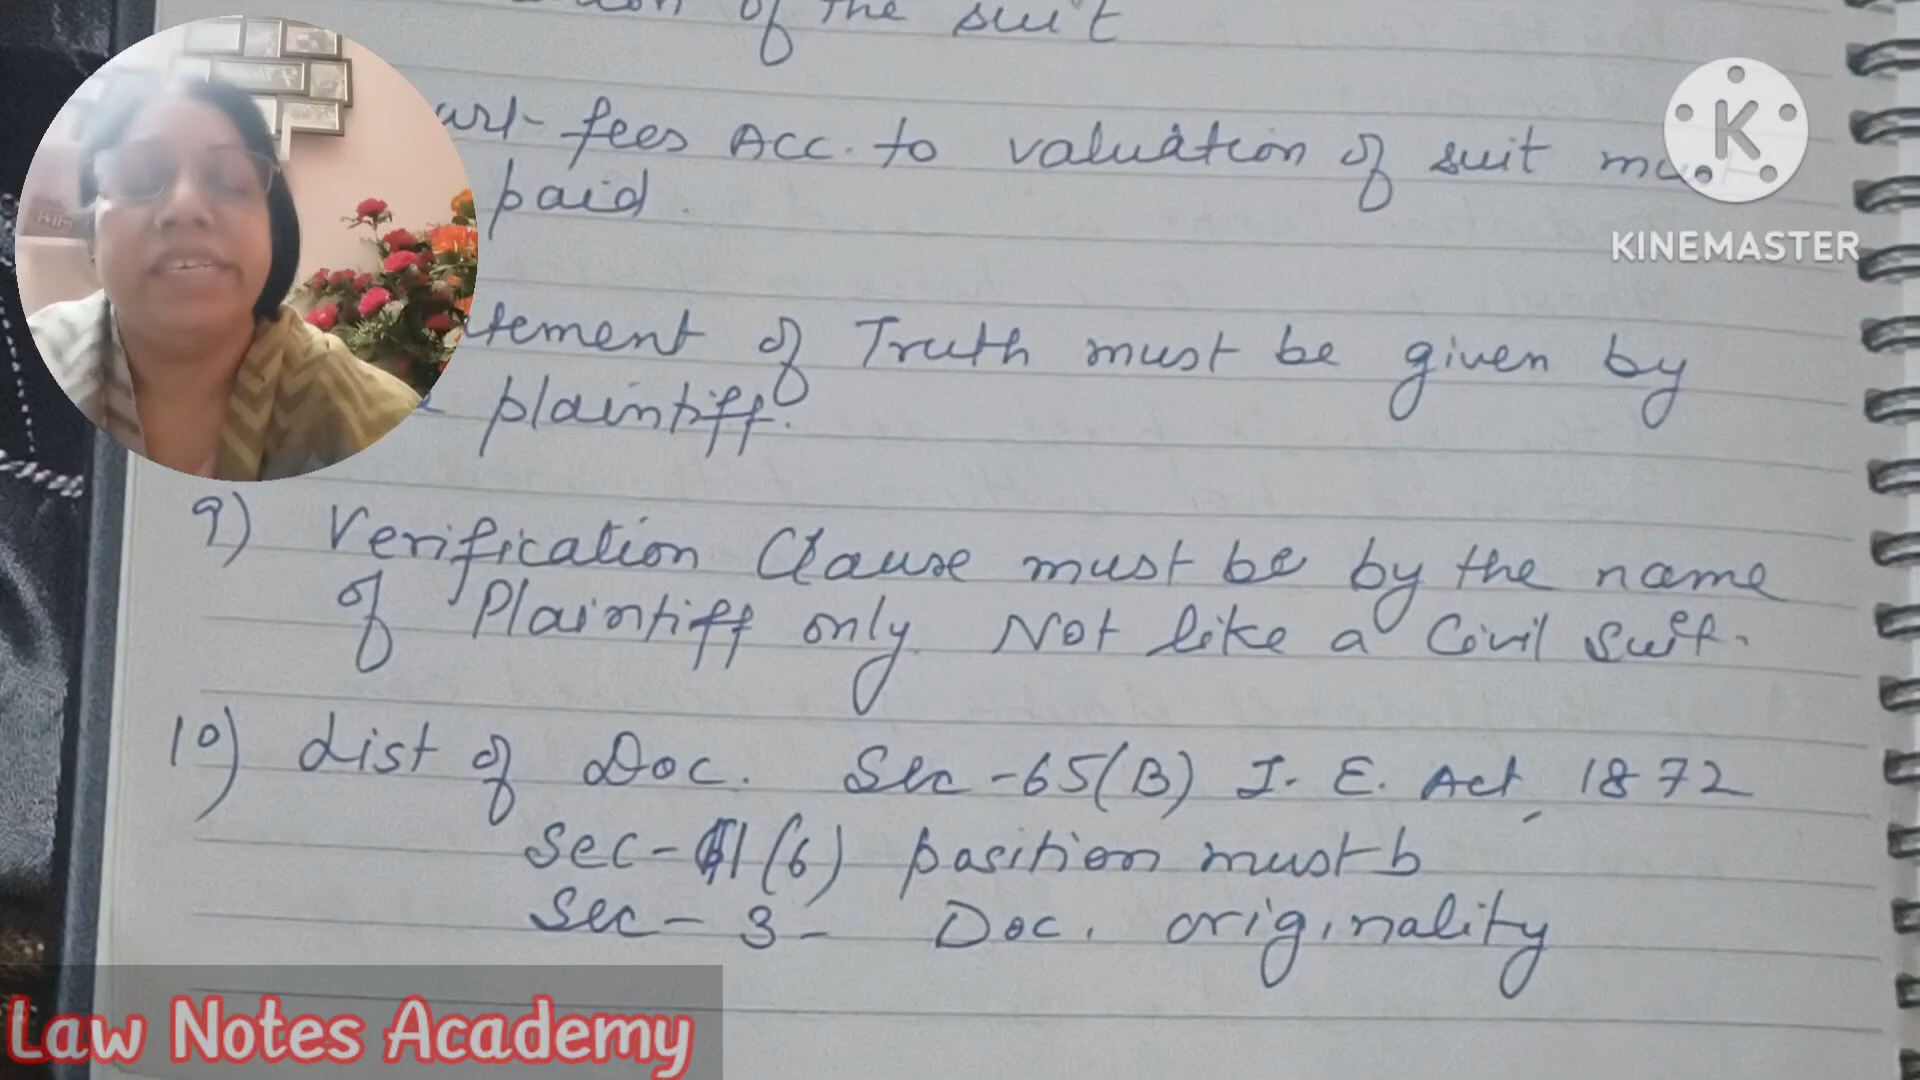 of the suit
fees Acc. to valuation of suit
paid.
of Truth must be given by
plaintiff.
9) Verification Clause must be by the name
of Plaintiff only Not like a Civil Suit.
10) List of Doc. Sec-65(B) I. E. Act, 1872
Sec- (6) position must b
Sec - 3 - Doc. originality
K
KINEMASTER
Law Notes Academy